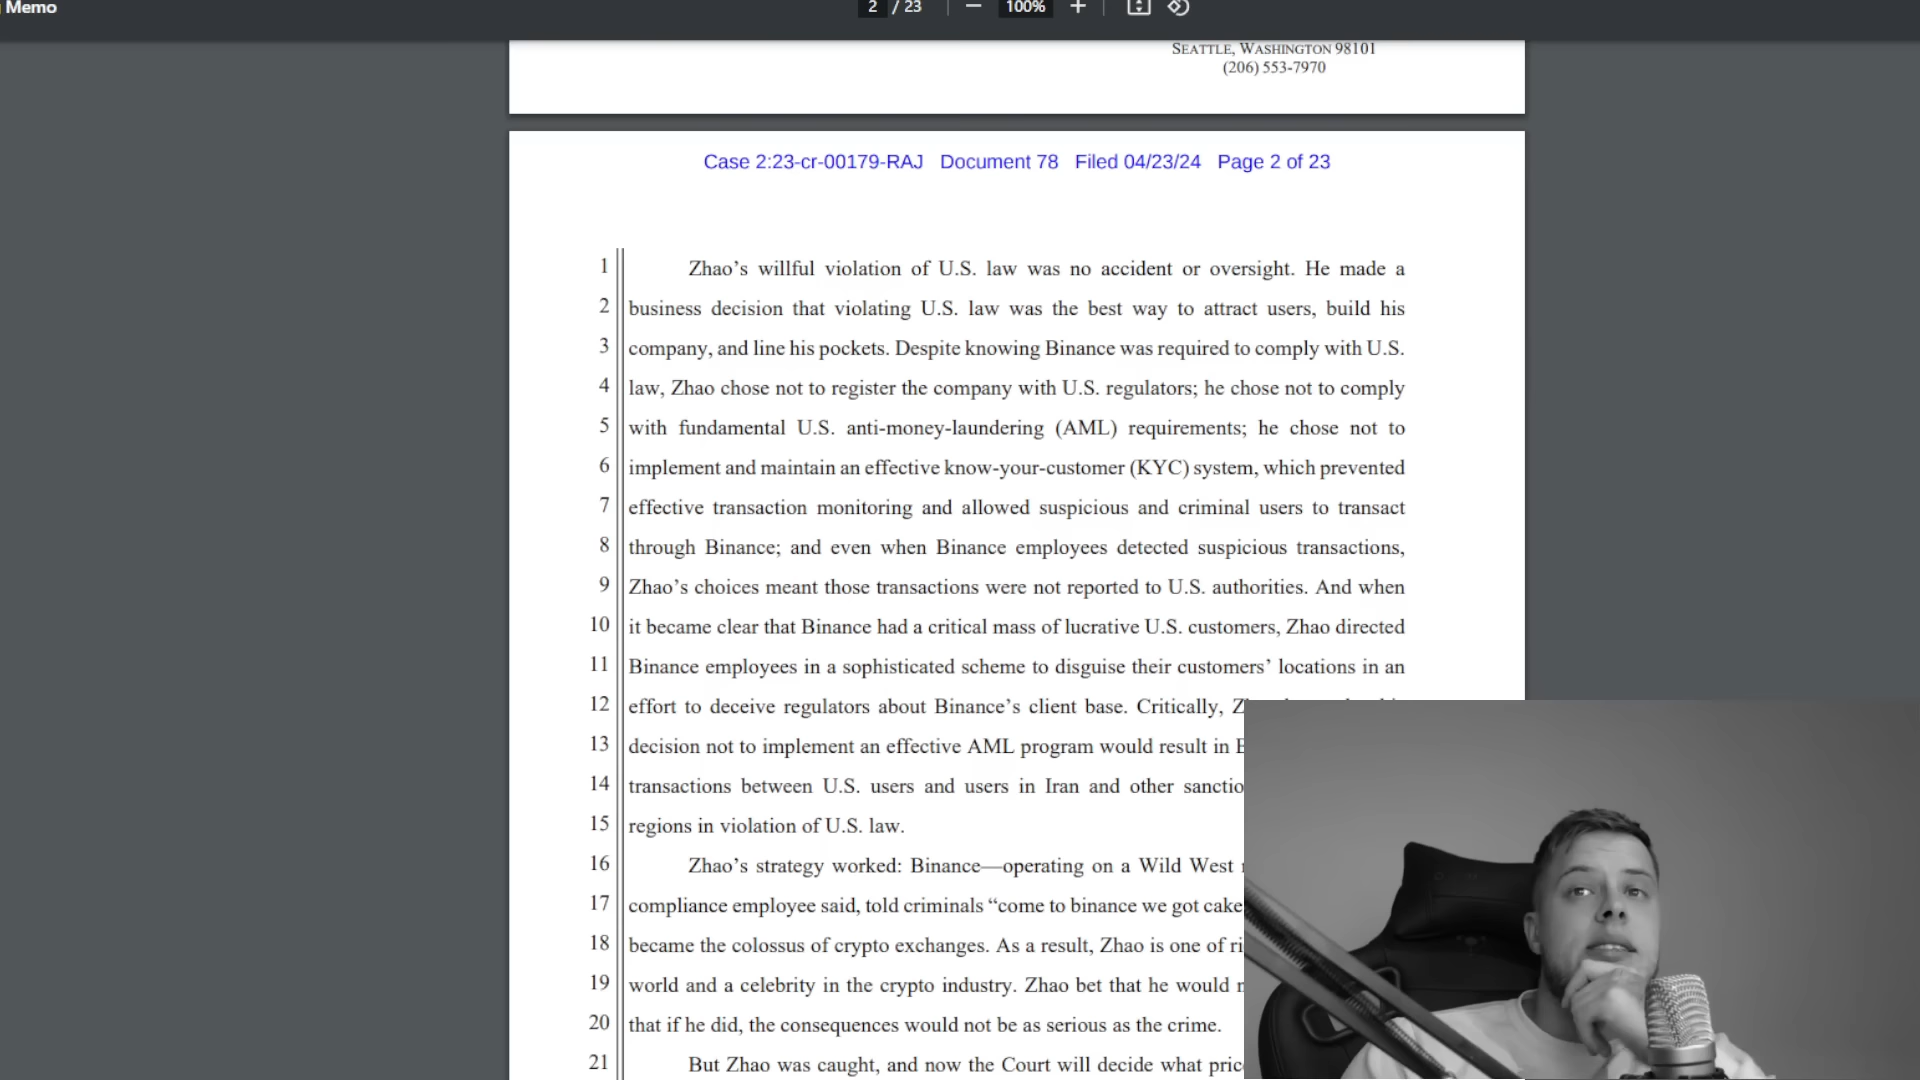 Memo
2 / 23
100%
SEATTLE, WASHINGTON 98101
(206) 553-7970
Case 2:23-cr-00179-RAJ Document 78 Filed 04/23/24 Page 2 of 23
1 Zhao’s willful violation of U.S. law was no accident or oversight. He made a
2 business decision that violating U.S. law was the best way to attract users, build his
3 company, and line his pockets. Despite knowing Binance was required to comply with U.S.
4 law, Zhao chose not to register the company with U.S. regulators; he chose not to comply
5 with fundamental U.S. anti-money-laundering (AML) requirements; he chose not to
6 implement and maintain an effective know-your-customer (KYC) system, which prevented
7 effective transaction monitoring and allowed suspicious and criminal users to transact
8 through Binance; and even when Binance employees detected suspicious transactions,
9 Zhao’s choices meant those transactions were not reported to U.S. authorities. And when
10 it became clear that Binance had a critical mass of lucrative U.S. customers, Zhao directed
11 Binance employees in a sophisticated scheme to disguise their customers’ locations in an
12 effort to deceive regulators about Binance’s client base. Critically,
13 decision not to implement an effective AML program would result in
14 transactions between U.S. users and users in Iran and other
15 regions in violation of U.S. law.
16 Zhao’s strategy worked: Binance—operating on a Wild West
17 compliance employee said, told criminals “come to binance we got cake
18 became the colossus of crypto exchanges. As a result, Zhao is one of
19 world and a celebrity in the crypto industry. Zhao bet that he would
20 that if he did, the consequences would not be as serious as the crime.
21 But Zhao was caught, and now the Court will decide what